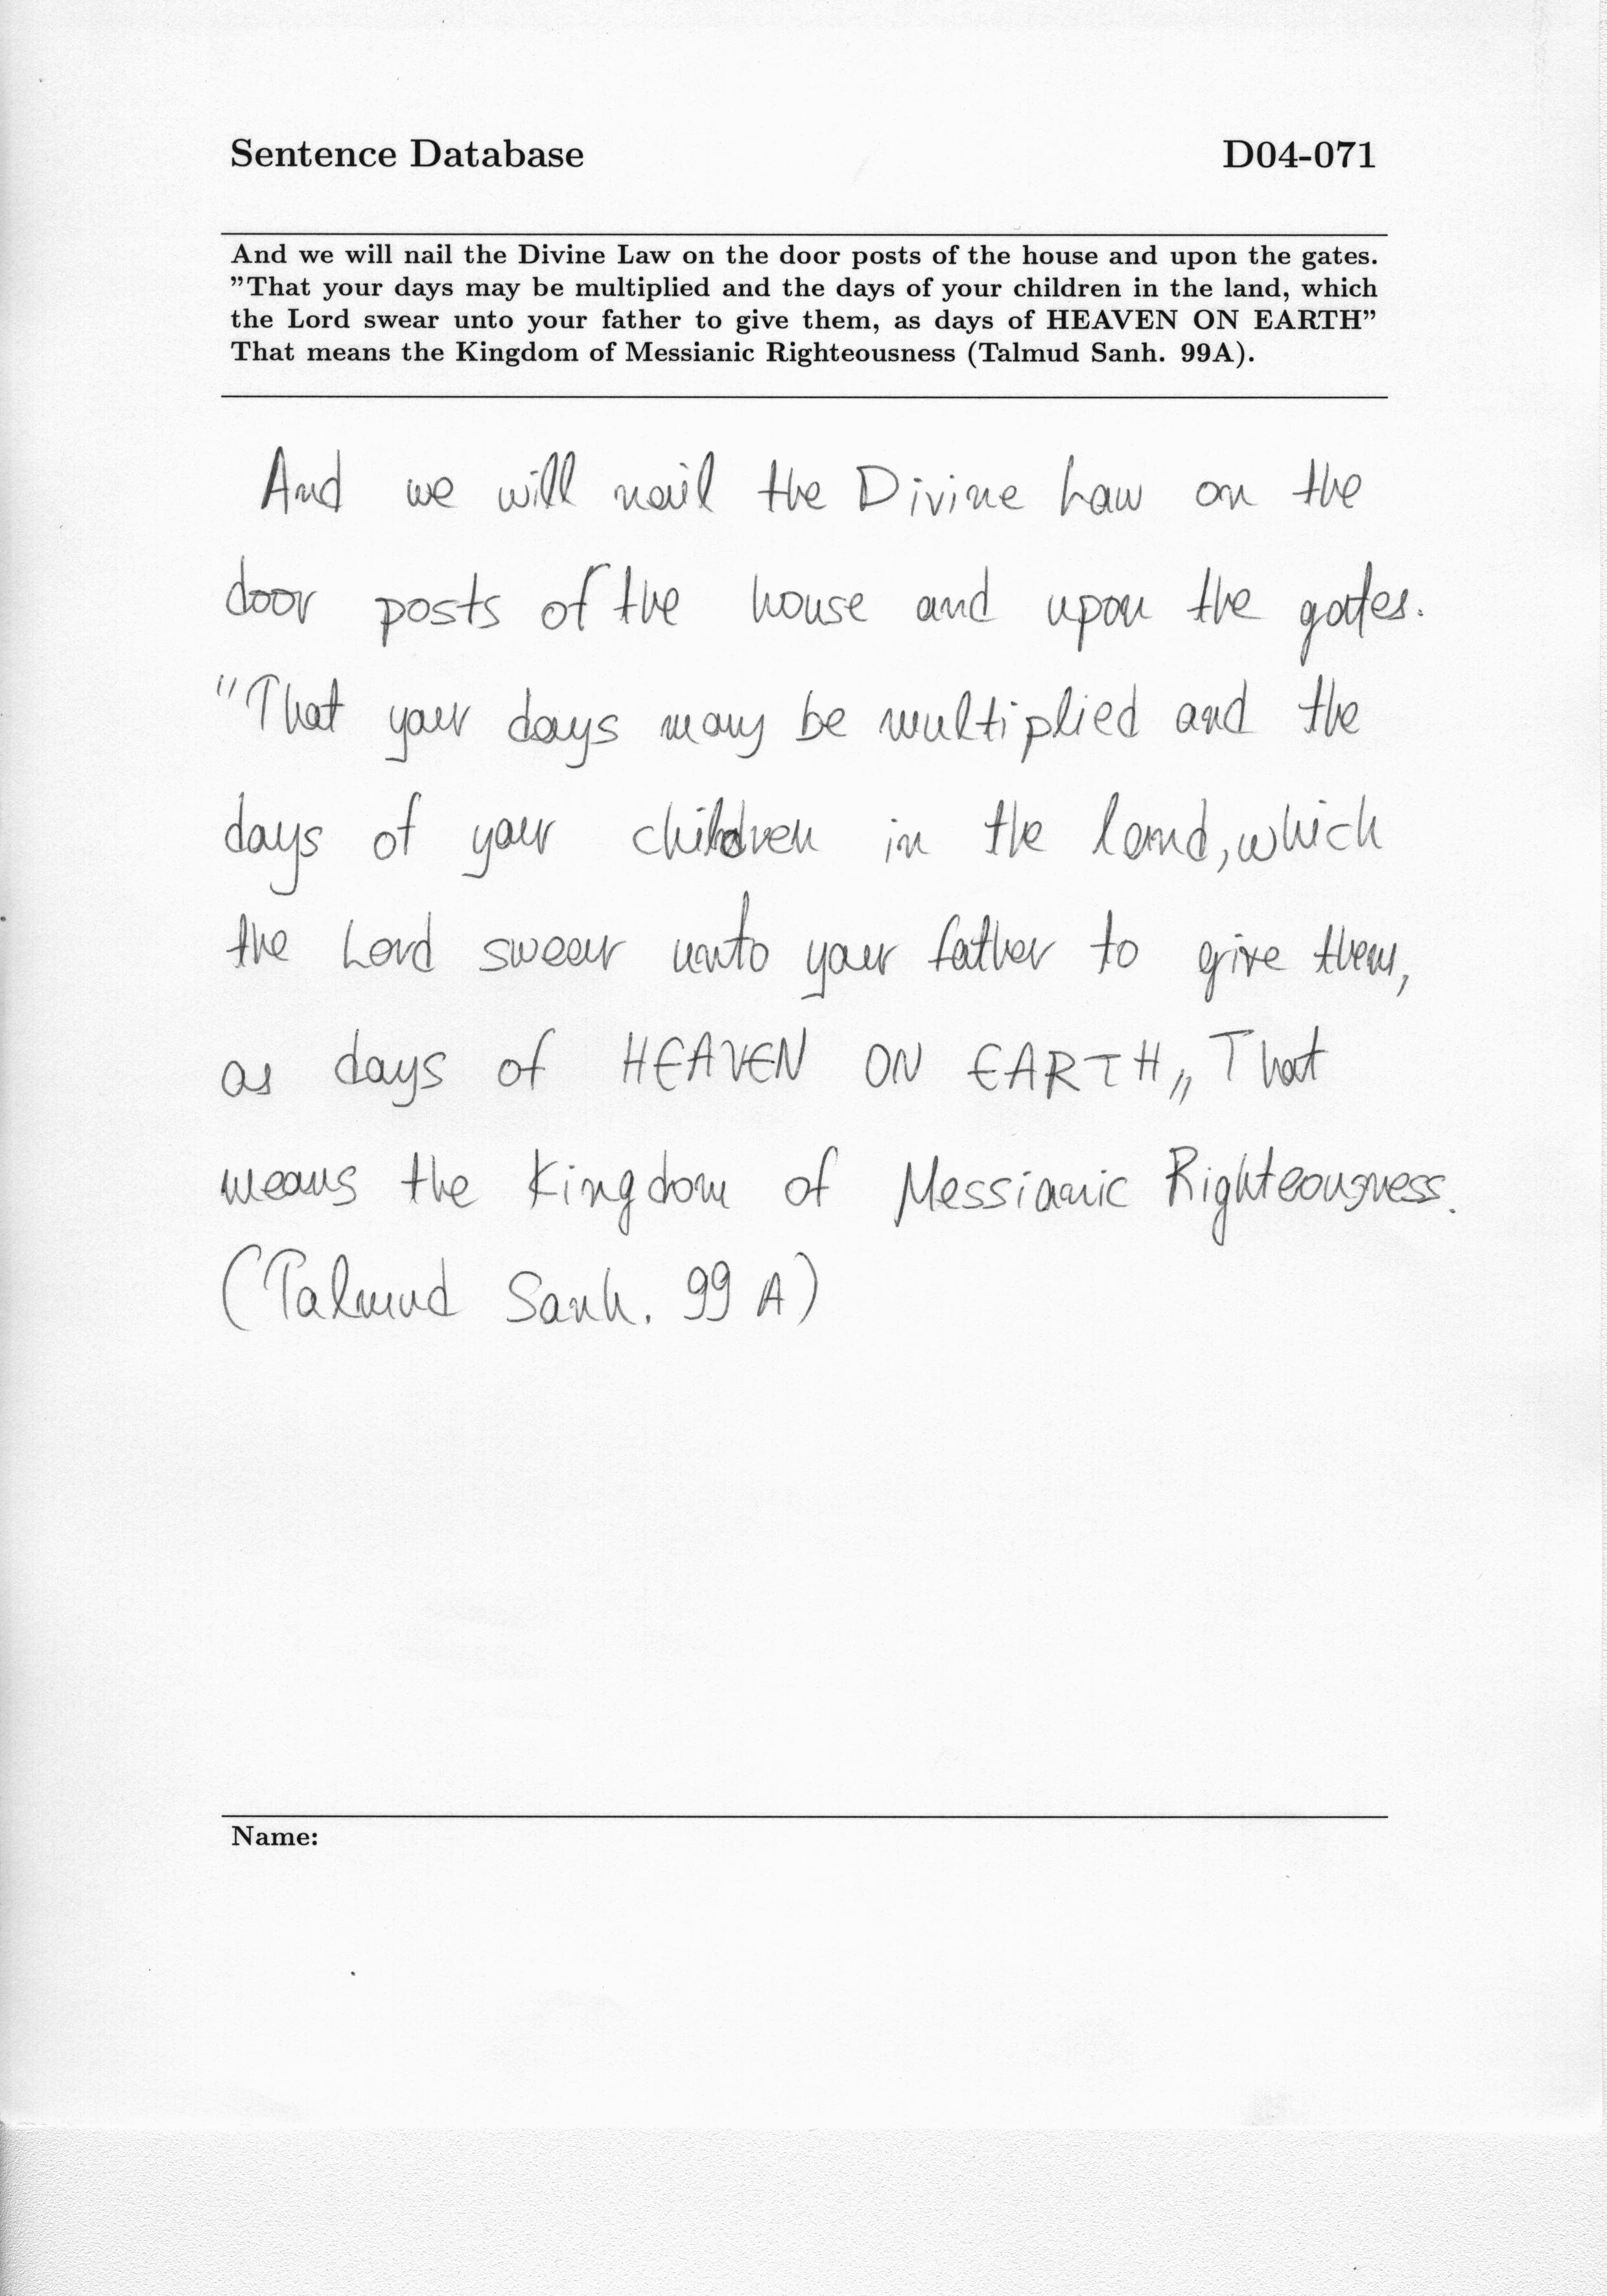 Sentence Database D04-071
And we will nail the Divine Law on the door posts of the house and upon the gates.
”That your days may be multiplied and the days of your children in the land, which
the Lord swear unto your father to give them, as days of HEAVEN ON EARTH”
That means the Kingdom of Messianic Righteousness (Talmud Sanh. 99A).
And we will nail the Divine Law on the
door posts of the house and upon the gates.
"That your days may be multiplied and the
days of your children in the land, which
the Lord swear unto your father to give them,
as days of HEAVEN ON EARTH„ That
means the Kingdom of Messianic Righteousness.
(Talmud Sanh. 99 A)
Name: